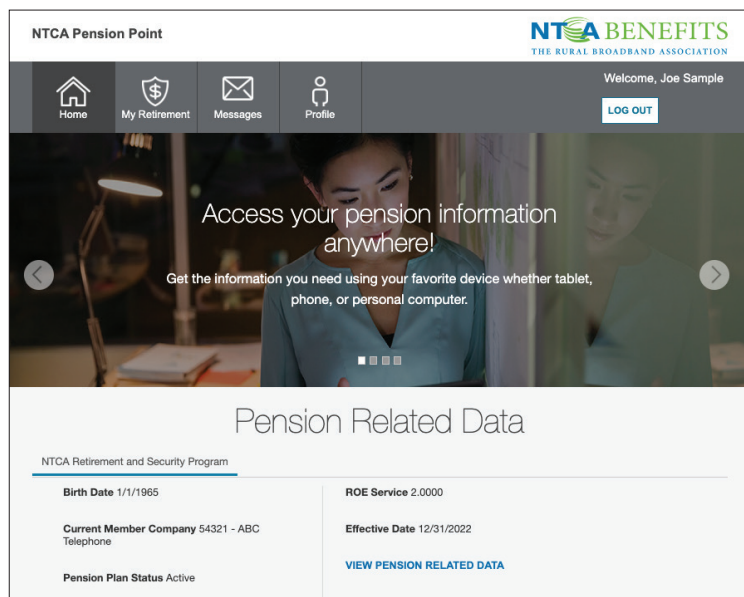 NTCA Pension Point
NTCA BENEFITS
THE RURAL BROADBAND ASSOCIATION
Welcome, Joe Sample
Home
My Retirement
Messages
Profile
LOG OUT
Access your pension information
anywhere!
Get the information you need using your favorite device whether tablet,
phone, or personal computer.
Pension Related Data
NTCA Retirement and Security Program
Birth Date 1/1/1965
Current Member Company 54321 - ABC
Telephone
Pension Plan Status Active
ROE Service 2.0000
Effective Date 12/31/2022
VIEW PENSION RELATED DATA